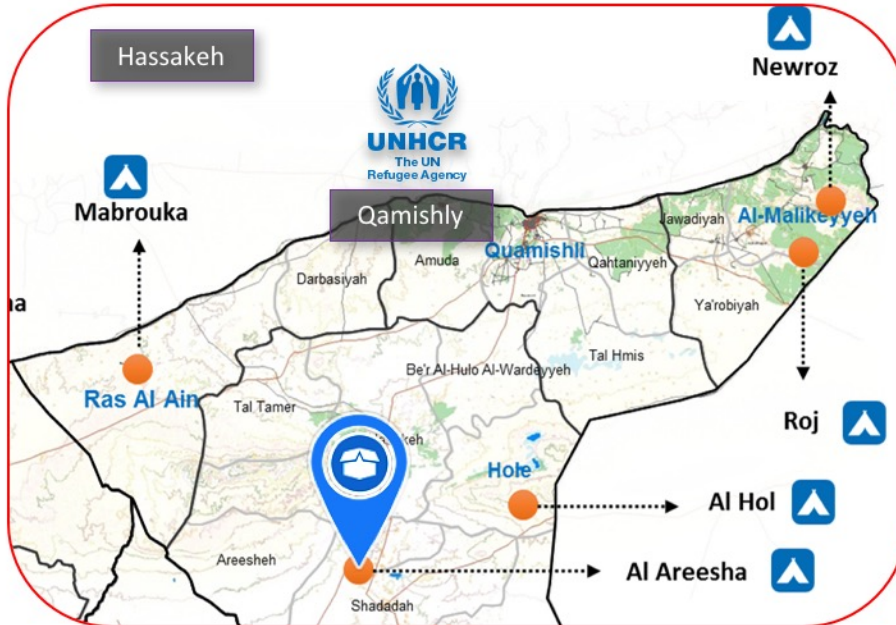 Hassakeh
Newroz
UNHCR
The UN
Refugee Agency
Mabrouka
Qamishly
Jawadiyah
Al-Malikeyyeh
Quamishli
Amuda
Qahtaniyyeh
Darbasiyah
Ya'robiyah
Tal Hmis
Be'r Al-Hulo Al-Wardeyyeh
Ras Al Ain
Tal Tamer
Roj
Hole
Al Hol
Areesheh
Al Areesha
Shadadah